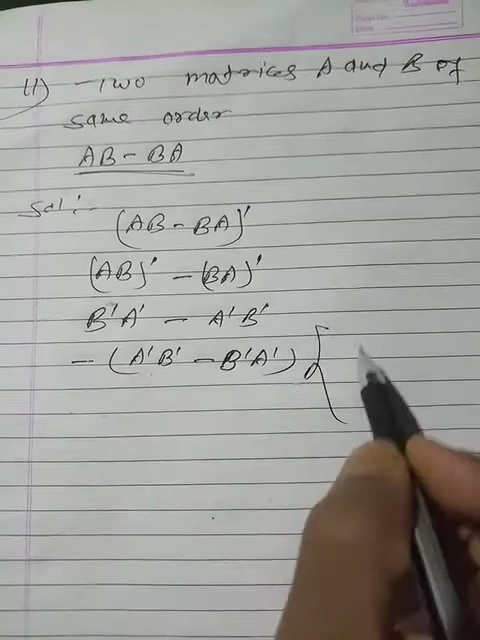 11) Two matrices A and B of
same order
AB - BA
Sol:-
(AB - BA)'
(AB)' - (BA)'
B'A' - A'B'
- (A'B' - B'A') {